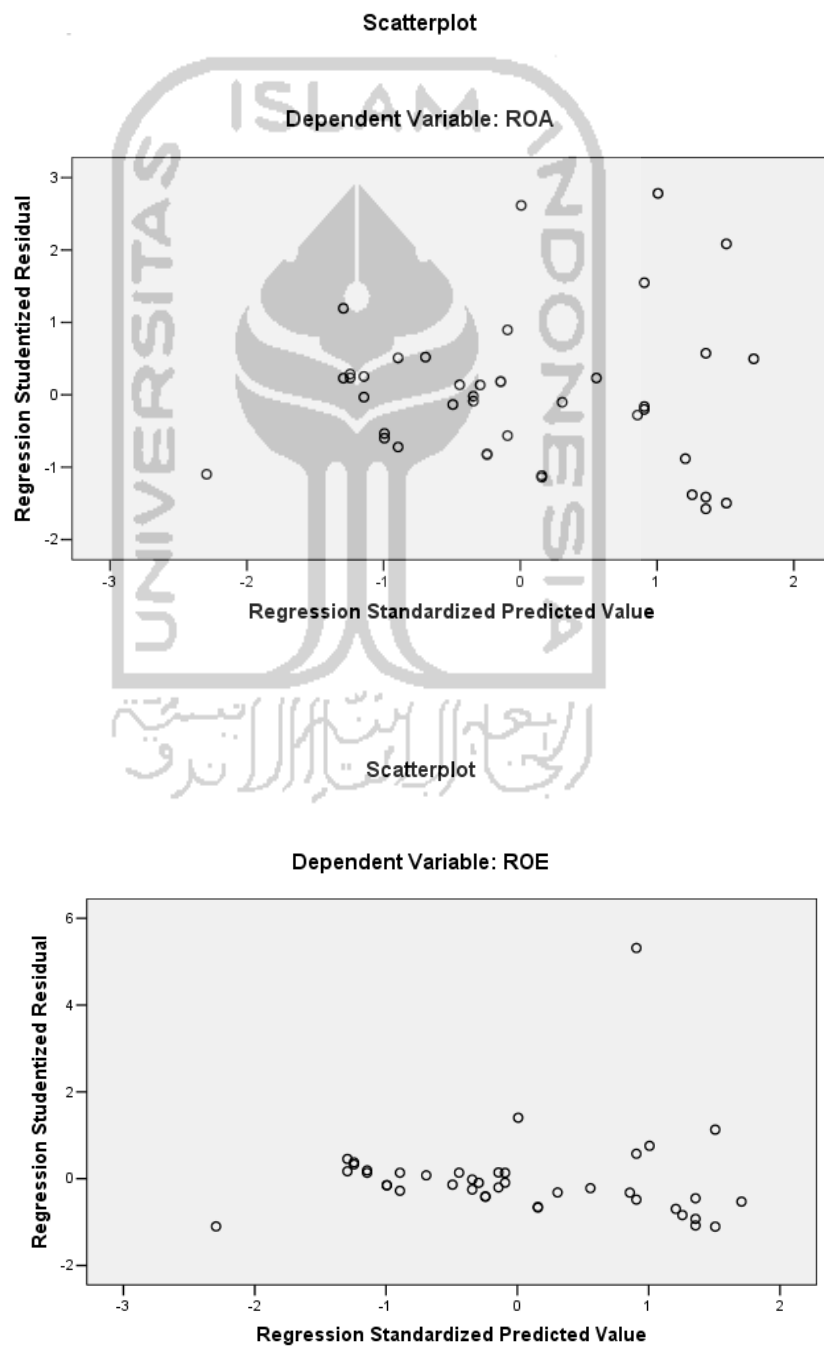 Scatterplot
ISLAM
UNIVERSITAS
INDONESIA
Dependent Variable: ROA
Regression Studentized Residual
3
2
1
0
-1
-2
-3 -2 -1 0 1 2
Regression Standardized Predicted Value
Scatterplot
Dependent Variable: ROE
Regression Studentized Residual
6
4
2
0
-2
-3 -2 -1 0 1 2
Regression Standardized Predicted Value